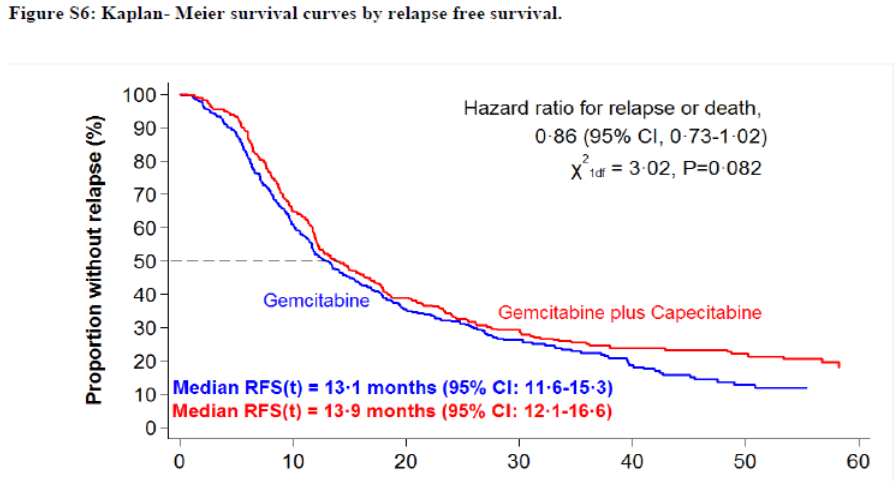 Figure S6: Kaplan- Meier survival curves by relapse free survival.
Proportion without relapse (%)
100
90
80
70
60
50
40
30
20
10
0
Hazard ratio for relapse or death,
0·86 (95% CI, 0·73-1·02)
χ²1df = 3·02, P=0·082
Gemcitabine
Gemcitabine plus Capecitabine
Median RFS(t) = 13·1 months (95% CI: 11·6-15·3)
Median RFS(t) = 13·9 months (95% CI: 12·1-16·6)
0 10 20 30 40 50 60